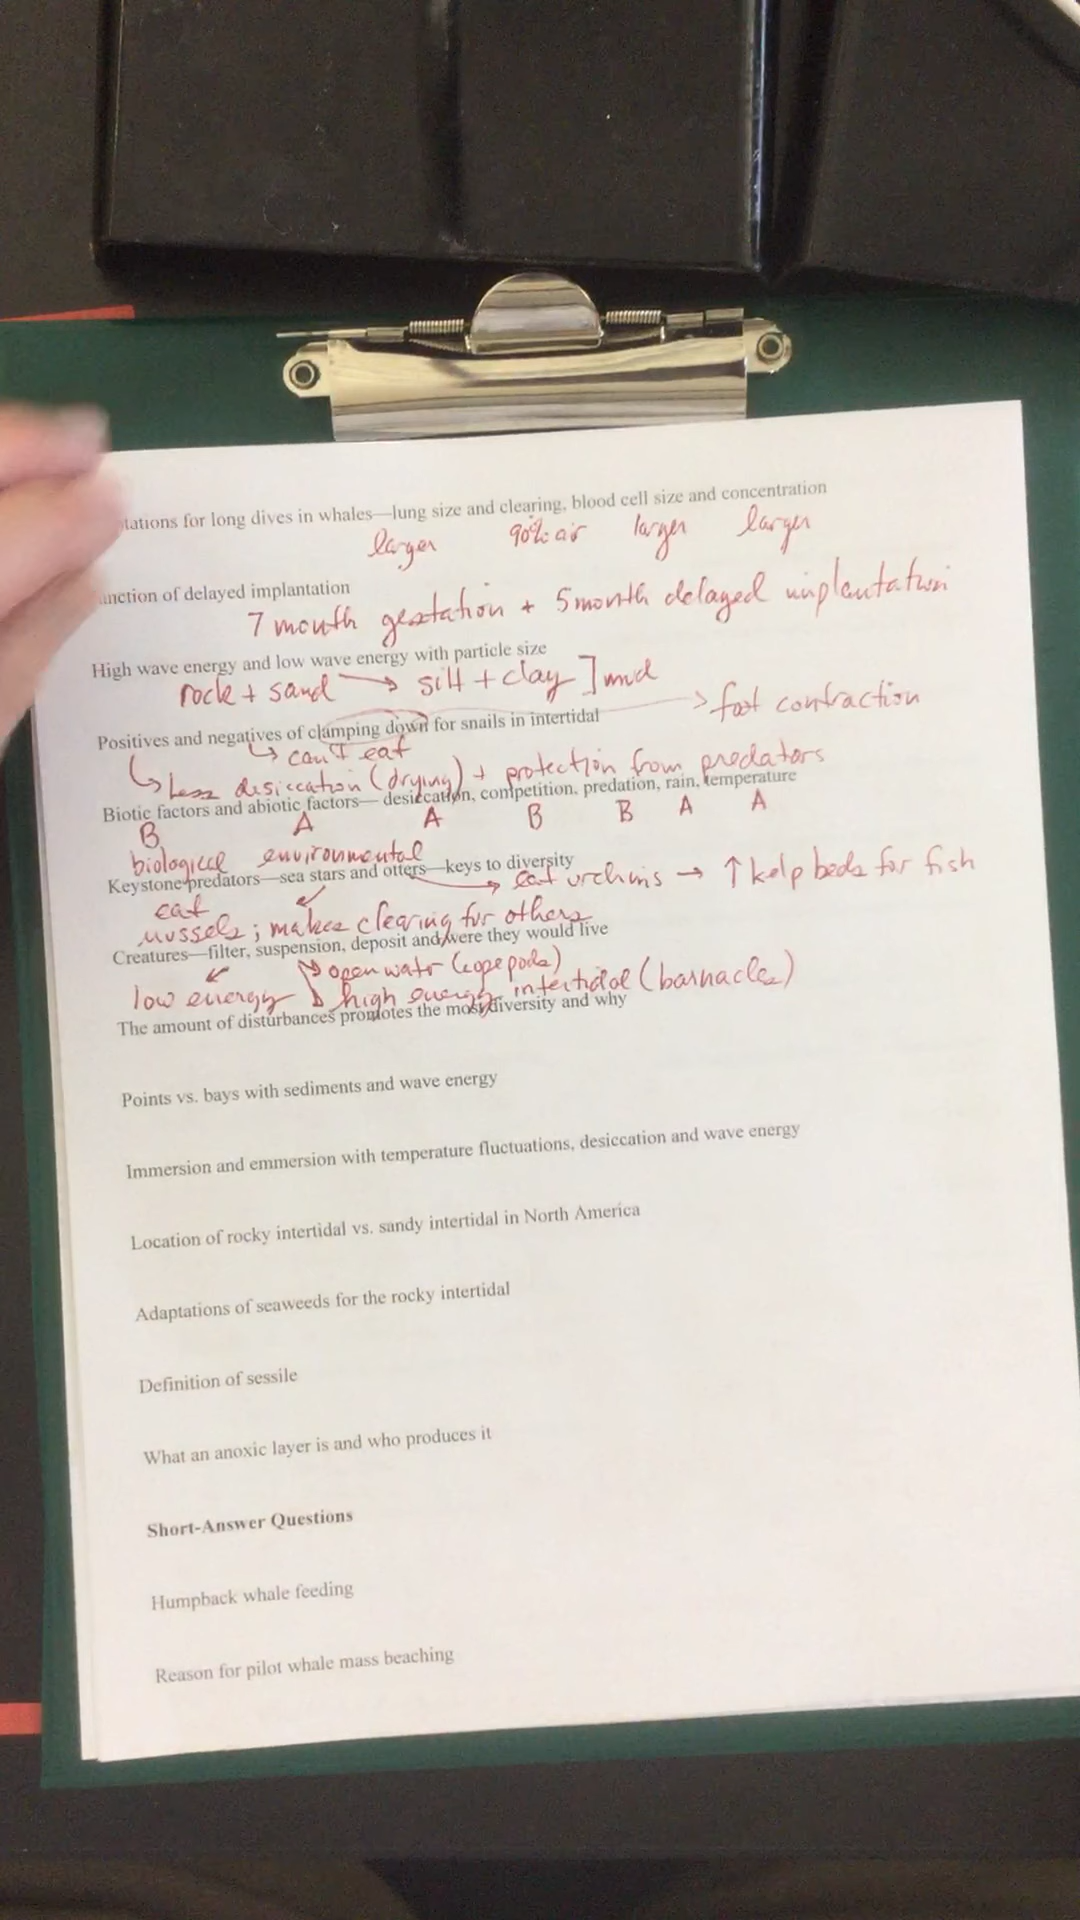 tations for long dives in whales—lung size and clearing, blood cell size and concentration
larger 90% air larger larger
unction of delayed implantation
7 month gestation + 5 month delayed implantation
High wave energy and low wave energy with particle size
rock + sand → silt + clay ] mud
Positives and negatives of clamping down for snails in intertidal → foot contraction
↳ can't eat
↳ Less desiccation (drying) + protection from predators
Biotic factors and abiotic factors— desiccation, competition, predation, rain, temperature
B A A B B A A
biological environmental
Keystone predators—sea stars and otters—keys to diversity → eat urchins → ↑ kelp beds for fish
eat
mussels; makes clearing for others
Creatures—filter, suspension, deposit and were they would live
open water (copepods)
low energy high energy intertidal (barnacles)
The amount of disturbances promotes the most diversity and why
Points vs. bays with sediments and wave energy
Immersion and emmersion with temperature fluctuations, desiccation and wave energy
Location of rocky intertidal vs. sandy intertidal in North America
Adaptations of seaweeds for the rocky intertidal
Definition of sessile
What an anoxic layer is and who produces it
Short-Answer Questions
Humpback whale feeding
Reason for pilot whale mass beaching